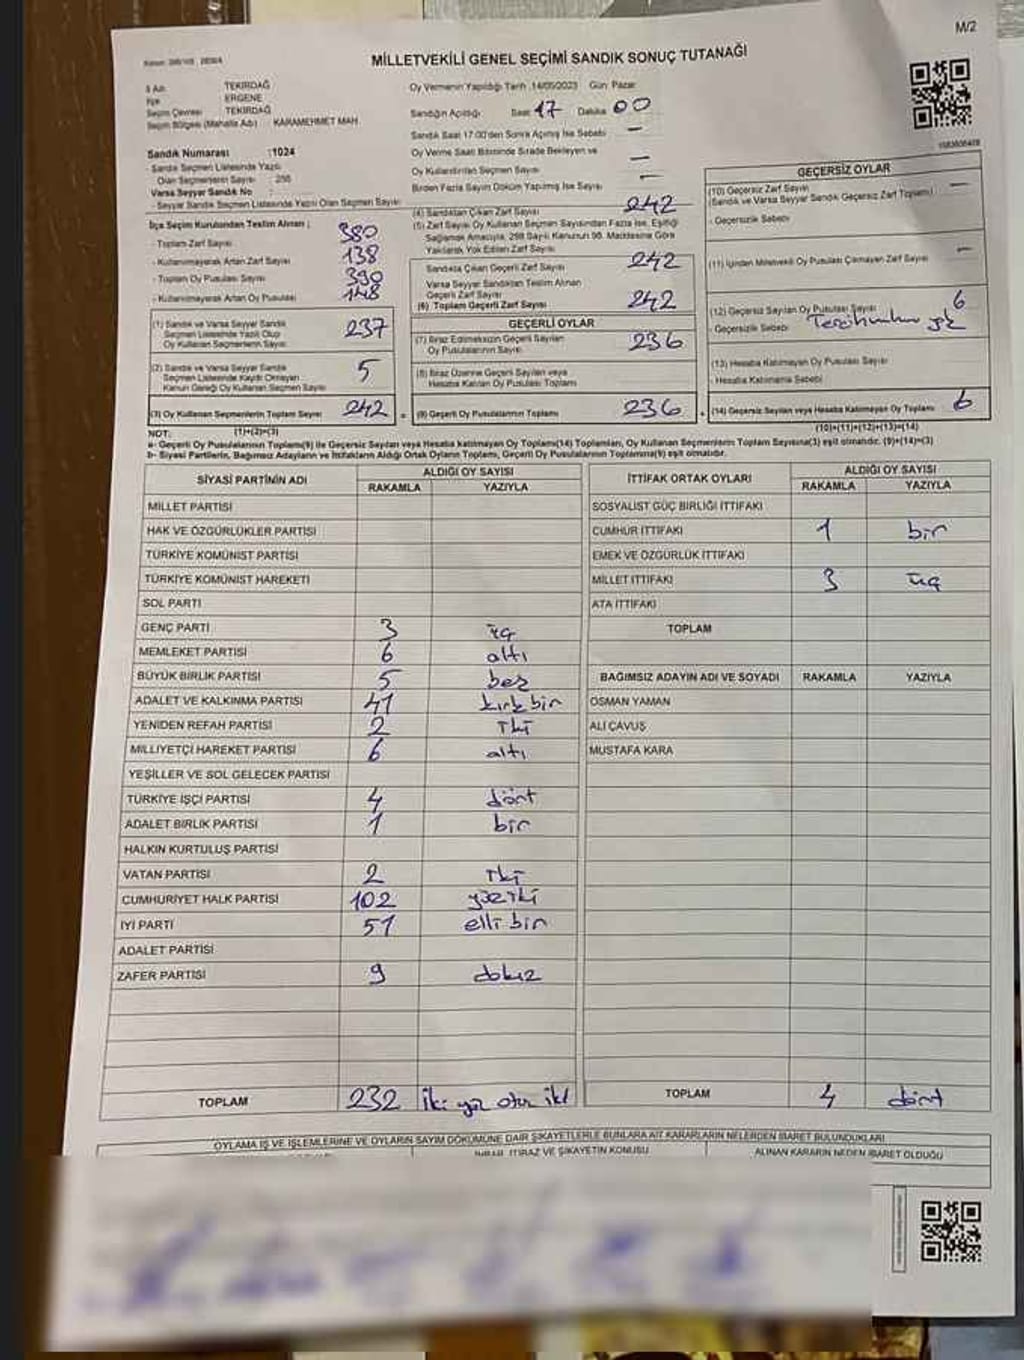 M/2
MİLLETVEKİLİ GENEL SEÇİMİ SANDIK SONUÇ TUTANAĞI
TEKİRDAĞ
ERGENE
Seçim Çevresi TEKİRDAĞ
Seçim Bölgesi (Mahalle Adı) : KARAMEHMET MAH.
Sandık Numarası :1024
- Sandık Seçmen Listesinde Yazılı
Olan Seçmenlerin Sayısı
Varsa Seyyar Sandık No :
- Seyyar Sandık Seçmen Listesinde Yazılı Olan Seçmen Sayısı:
Oy Vermenin Yapıldığı Tarih :14/05/2023 Gün: Pazar
Sandığın Açıldığı Saat 17 Dakika 00
Sandık Saat 17:00'den Sonra Açılmış İse Sebebi —
Oy Verme Saati Bitiminde Sırada Bekleyen ve
Oy Kullandırılan Seçmen Sayısı —
Birden Fazla Sayım Döküm Yapılmış İse Sayısı —
İlçe Seçim Kurulundan Teslim Alınan ;
- Toplam Zarf Sayısı 380
- Kullanılmayarak Artan Zarf Sayısı 138
- Toplam Oy Pusulası Sayısı 390
- Kullanılmayarak Artan Oy Pusulası 148
(1) Sandık ve Varsa Seyyar Sandık
Seçmen Listesinde Yazılı Olup
Oy Kullanan Seçmenlerin Sayısı 237
(2) Sandık ve Varsa Seyyar Sandık
Seçmen Listesinde Kaydı Olmayan
Kanun Gereği Oy Kullanan Seçmen Sayısı 5
(3) Oy Kullanan Seçmenlerin Toplam Sayısı 242
(1)+(2)=(3)
(4) Sandıktan Çıkan Zarf Sayısı 242
(5) Zarf Sayısı Oy Kullanan Seçmen Sayısından Fazla İse, Eşitliği
Sağlamak Amacıyla, 298 Sayılı Kanunun 98. Maddesine Göre
Yakılarak Yok Edilen Zarf Sayısı
Sandıkta Çıkan Geçerli Zarf Sayısı 242
Varsa Seyyar Sandıktan Teslim Alınan
Geçerli Zarf Sayısı
(6) Toplam Geçerli Zarf Sayısı 242
GEÇERLİ OYLAR
(7) İtiraz Edilmeksizin Geçerli Sayılan
Oy Pusulalarının Sayısı 236
(8) İtiraz Üzerine Geçerli Sayılan veya
Hesaba Katılan Oy Pusulası Toplamı
(9) Geçerli Oy Pusulalarının Toplamı 236
GEÇERSİZ OYLAR
(10) Geçersiz Zarf Sayısı
(Sandık ve Varsa Seyyar Sandık Geçersiz Zarf Toplamı) —
- Geçersizlik Sebebi
(11) İçinden Milletvekili Oy Pusulası Çıkmayan Zarf Sayısı —
(12) Geçersiz Sayılan Oy Pusulası Sayısı 6
- Geçersizlik Sebebi
(13) Hesaba Katılmayan Oy Pusulası Sayısı
- Hesaba Katılmama Sebebi
(14) Geçersiz Sayılan veya Hesaba Katılmayan Oy Toplamı 6
(10)+(11)+(12)+(13)=(14)
NOT:
a- Geçerli Oy Pusulalarının Toplamı(9) ile Geçersiz Sayılan veya Hesaba katılmayan Oy Toplamı(14) Toplamları, Oy Kullanan Seçmenlerin Toplam Sayısına(3) eşit olmalıdır. (9)+(14)=(3)
b- Siyasi Partilerin, Bağımsız Adayların ve İttifakların Aldığı Ortak Oyların Toplamı, Geçerli Oy Pusulalarının Toplamına(9) eşit olmalıdır.
SİYASİ PARTİNİN ADI ALDIĞI OY SAYISI
RAKAMLA YAZIYLA
MİLLET PARTİSİ
HAK VE ÖZGÜRLÜKLER PARTİSİ
TÜRKİYE KOMÜNİST PARTİSİ
TÜRKİYE KOMÜNİST HAREKETİ
SOL PARTİ
GENÇ PARTİ 3 üç
MEMLEKET PARTİSİ 6 altı
BÜYÜK BİRLİK PARTİSİ 5 beş
ADALET VE KALKINMA PARTİSİ 41 kırk bir
YENİDEN REFAH PARTİSİ 2 iki
MİLLİYETÇİ HAREKET PARTİSİ 6 altı
YEŞİLLER VE SOL GELECEK PARTİSİ
TÜRKİYE İŞÇİ PARTİSİ 4 dört
ADALET BİRLİK PARTİSİ 1 bir
HALKIN KURTULUŞ PARTİSİ
VATAN PARTİSİ 2 iki
CUMHURİYET HALK PARTİSİ 102 yüz iki
İYİ PARTİ 51 elli bir
ADALET PARTİSİ
ZAFER PARTİSİ 9 dokuz
TOPLAM 232 iki yüz otuz iki
İTTİFAK ORTAK OYLARI ALDIĞI OY SAYISI
RAKAMLA YAZIYLA
SOSYALİST GÜÇ BİRLİĞİ İTTİFAKI
CUMHUR İTTİFAKI 1 bir
EMEK VE ÖZGÜRLÜK İTTİFAKI
MİLLET İTTİFAKI 3 üç
ATA İTTİFAKI
TOPLAM
BAĞIMSIZ ADAYIN ADI VE SOYADI RAKAMLA YAZIYLA
OSMAN YAMAN
ALİ ÇAVUŞ
MUSTAFA KARA
TOPLAM 4 dört
OYLAMA İŞ VE İŞLEMLERİNE VE OYLARIN SAYIM DÖKÜMÜNE DAİR ŞİKAYETLERLE BUNLARA AİT KARARLARIN NELERDEN İBARET BULUNDUKLARI
İTİRAZ VE ŞİKAYETİN KONUSU ALINAN KARARIN NEDEN İBARET OLDUĞU